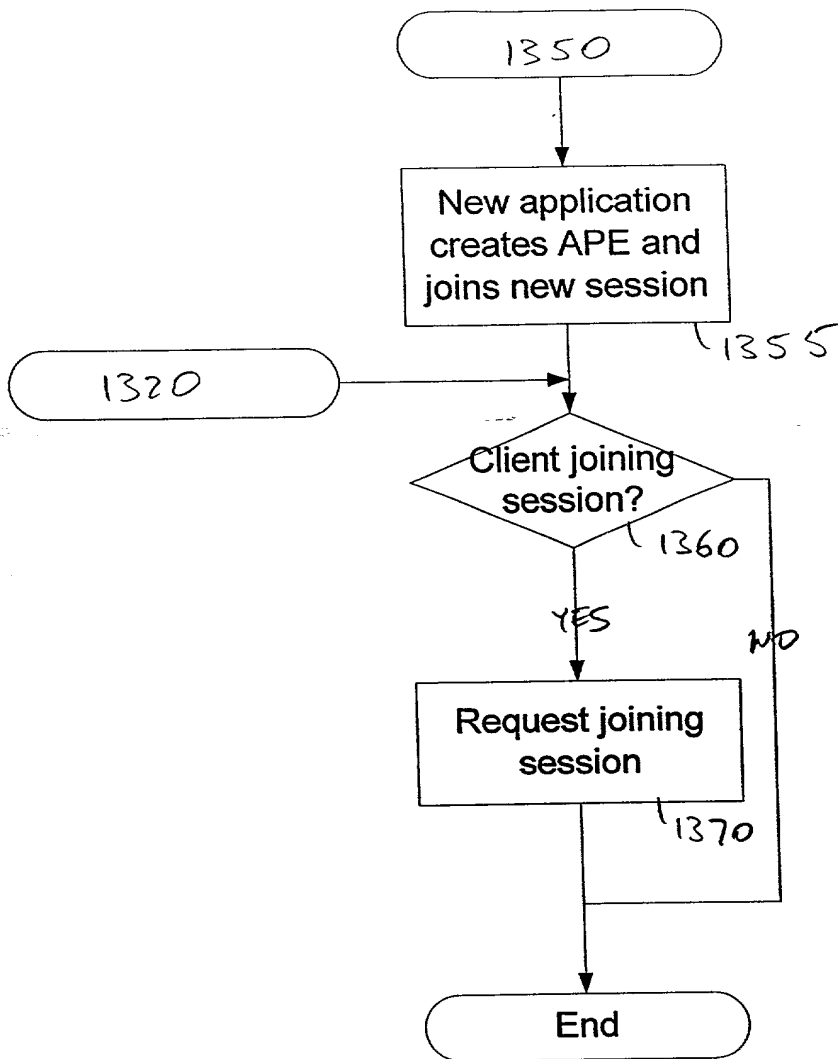 1350
New application
creates APE and
joins new session
1355
1320
Client joining
session?
1360
YES
NO
Request joining
session
1370
End